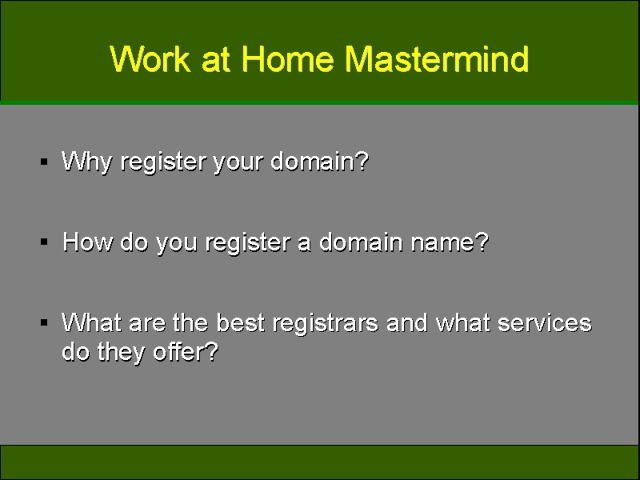 Work at Home Mastermind
▪ Why register your domain?
▪ How do you register a domain name?
▪ What are the best registrars and what services
do they offer?